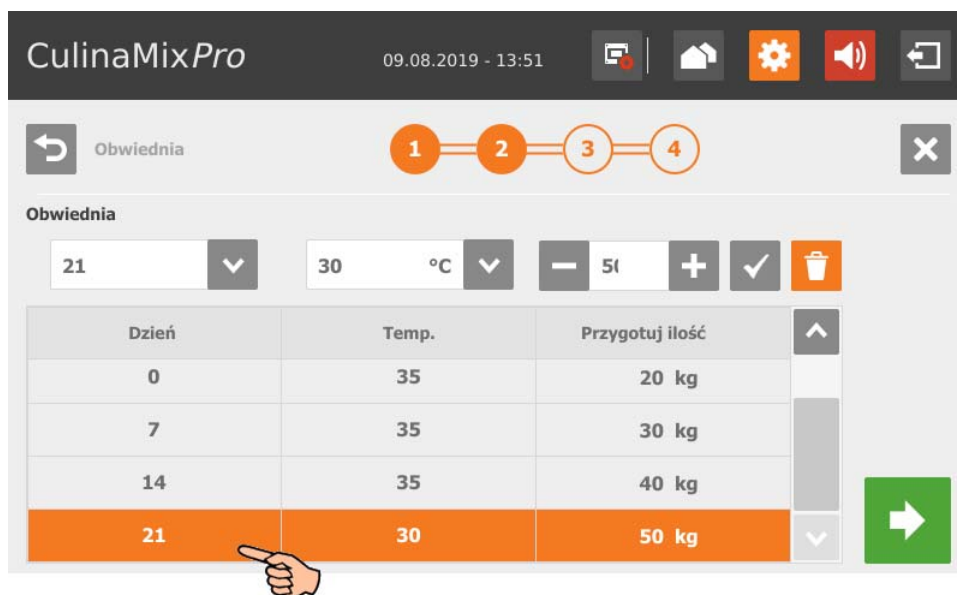 CulinaMixPro 09.08.2019 - 13:51
Obwiednia 1 2 3 4
Obwiednia
21 30 °C
Dzień Temp. Przygotuj ilość
0 35 20 kg
7 35 30 kg
14 35 40 kg
21 30 50 kg